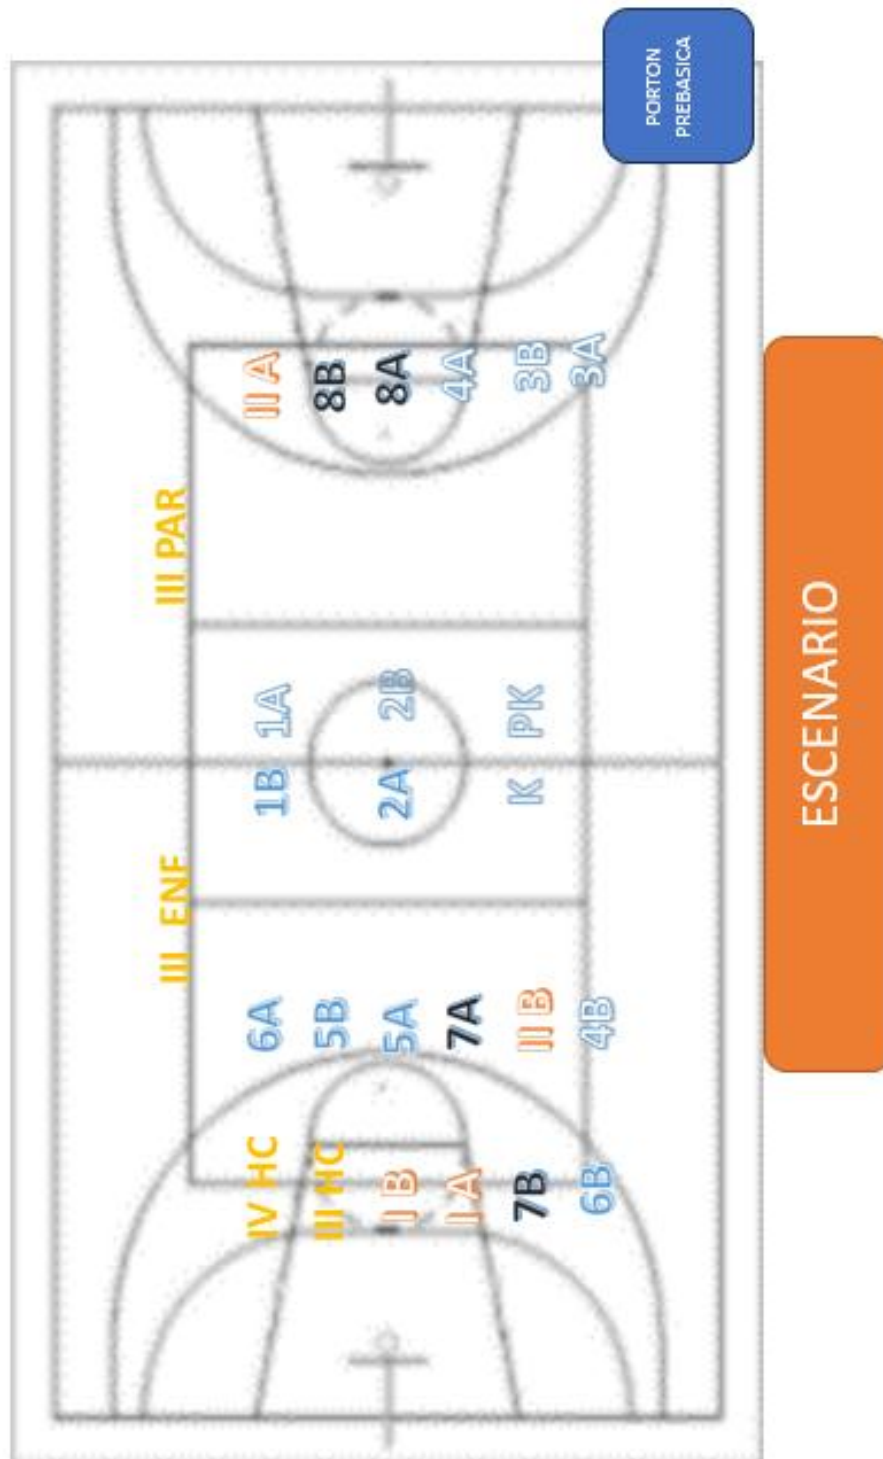 III ENF III PAR
IV HC 6A 1B 1A II A
III HC 5B 8B
I B 5A 2A 2B 8A
I A 7A 4A
7B II B K PK 3B
6B 4B 3A
PORTON
PREBASICA
ESCENARIO